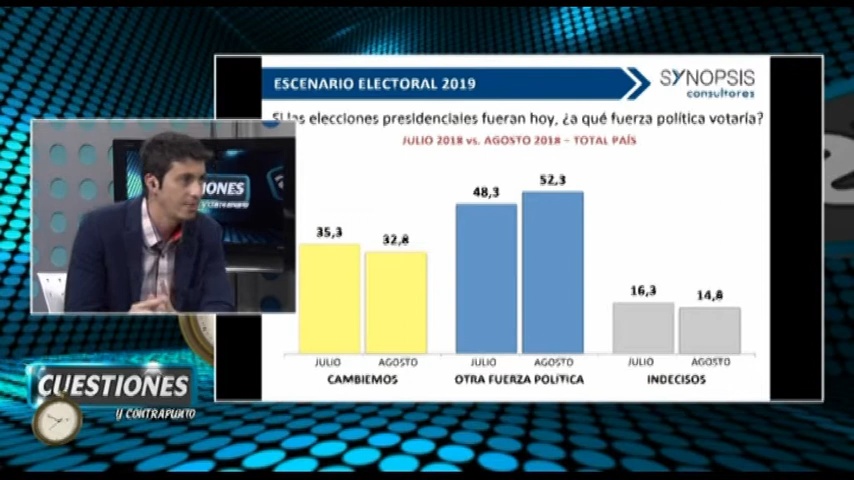 ESCENARIO ELECTORAL 2019
SYNOPSIS
consultores
Si las elecciones presidenciales fueran hoy, ¿a qué fuerza política votaría?
JULIO 2018 vs. AGOSTO 2018 – TOTAL PAÍS
35,3
32,8
48,3
52,3
16,3
14,8
JULIO
AGOSTO
JULIO
AGOSTO
JULIO
AGOSTO
CAMBIEMOS
OTRA FUERZA POLÍTICA
INDECISOS
IONES
Y CONTRAPUNTO
CUESTIONES
Y CONTRAPUNTO